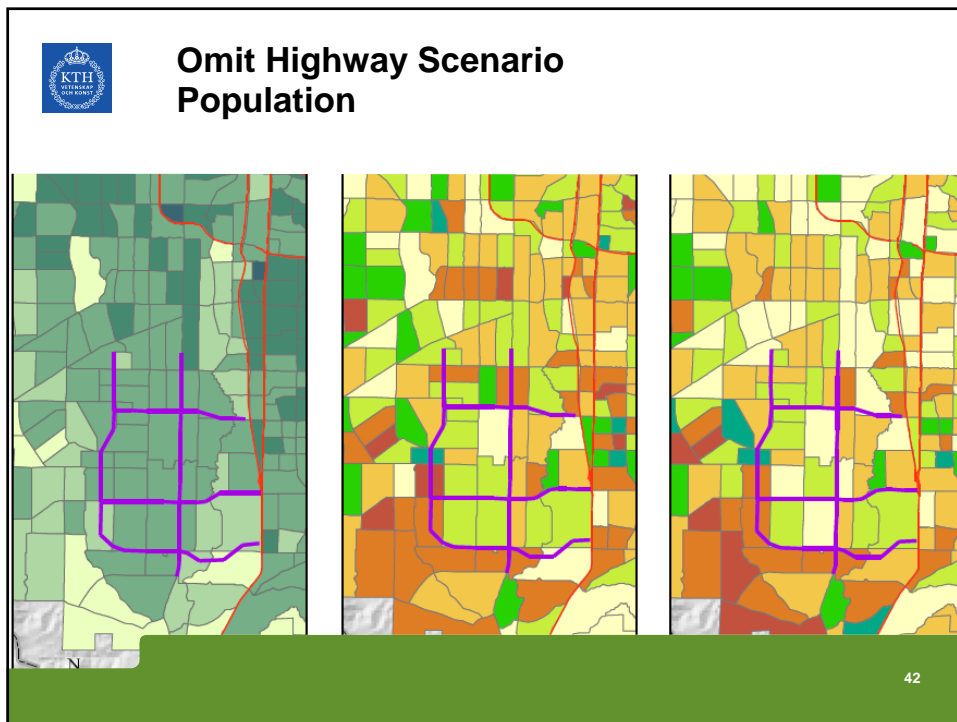 KTH
VETENSKAP
OCH KONST
Omit Highway Scenario
Population
N
42